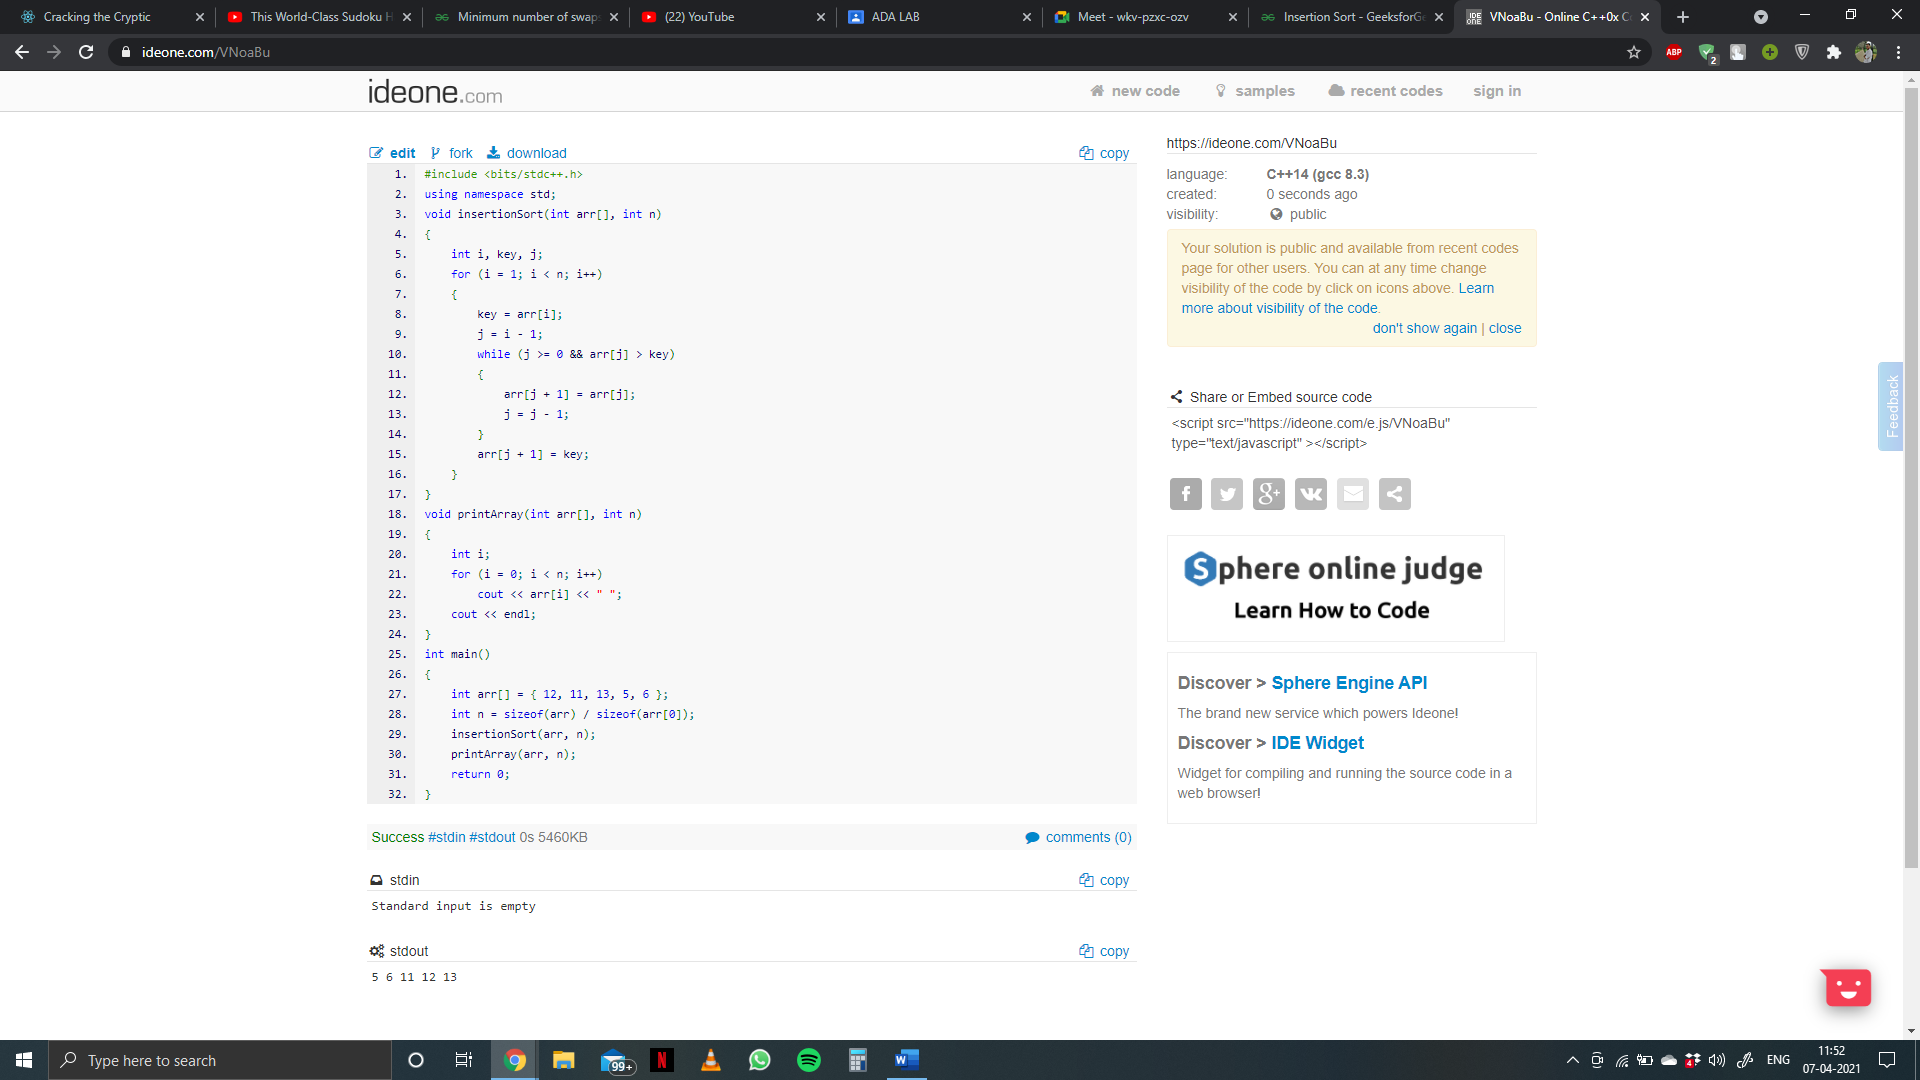 Cracking the Cryptic
This World-Class Sudoku H
Minimum number of swap
(22) YouTube
ADA LAB
Meet - wkv-pzxc-ozv
Insertion Sort - GeeksforGe
VNoaBu - Online C++0x C
ideone.com/VNoaBu
ABP
2
ideone.com
new code
samples
recent codes
sign in
edit
fork
download
copy
1. #include <bits/stdc++.h>
2. using namespace std;
3. void insertionSort(int arr[], int n)
4. {
5. int i, key, j;
6. for (i = 1; i < n; i++)
7. {
8. key = arr[i];
9. j = i - 1;
10. while (j >= 0 && arr[j] > key)
11. {
12. arr[j + 1] = arr[j];
13. j = j - 1;
14. }
15. arr[j + 1] = key;
16. }
17. }
18. void printArray(int arr[], int n)
19. {
20. int i;
21. for (i = 0; i < n; i++)
22. cout << arr[i] << " ";
23. cout << endl;
24. }
25. int main()
26. {
27. int arr[] = { 12, 11, 13, 5, 6 };
28. int n = sizeof(arr) / sizeof(arr[0]);
29. insertionSort(arr, n);
30. printArray(arr, n);
31. return 0;
32. }
Success #stdin #stdout 0s 5460KB
comments (0)
stdin
copy
Standard input is empty
stdout
copy
5 6 11 12 13
https://ideone.com/VNoaBu
language: C++14 (gcc 8.3)
created: 0 seconds ago
visibility: public
Your solution is public and available from recent codes
page for other users. You can at any time change
visibility of the code by click on icons above. Learn
more about visibility of the code.
don't show again | close
Share or Embed source code
<script src="https://ideone.com/e.js/VNoaBu"
type="text/javascript" ></script>
Sphere online judge
Learn How to Code
Discover > Sphere Engine API
The brand new service which powers Ideone!
Discover > IDE Widget
Widget for compiling and running the source code in a
web browser!
Feedback
Type here to search
99+
ENG
11:52
07-04-2021